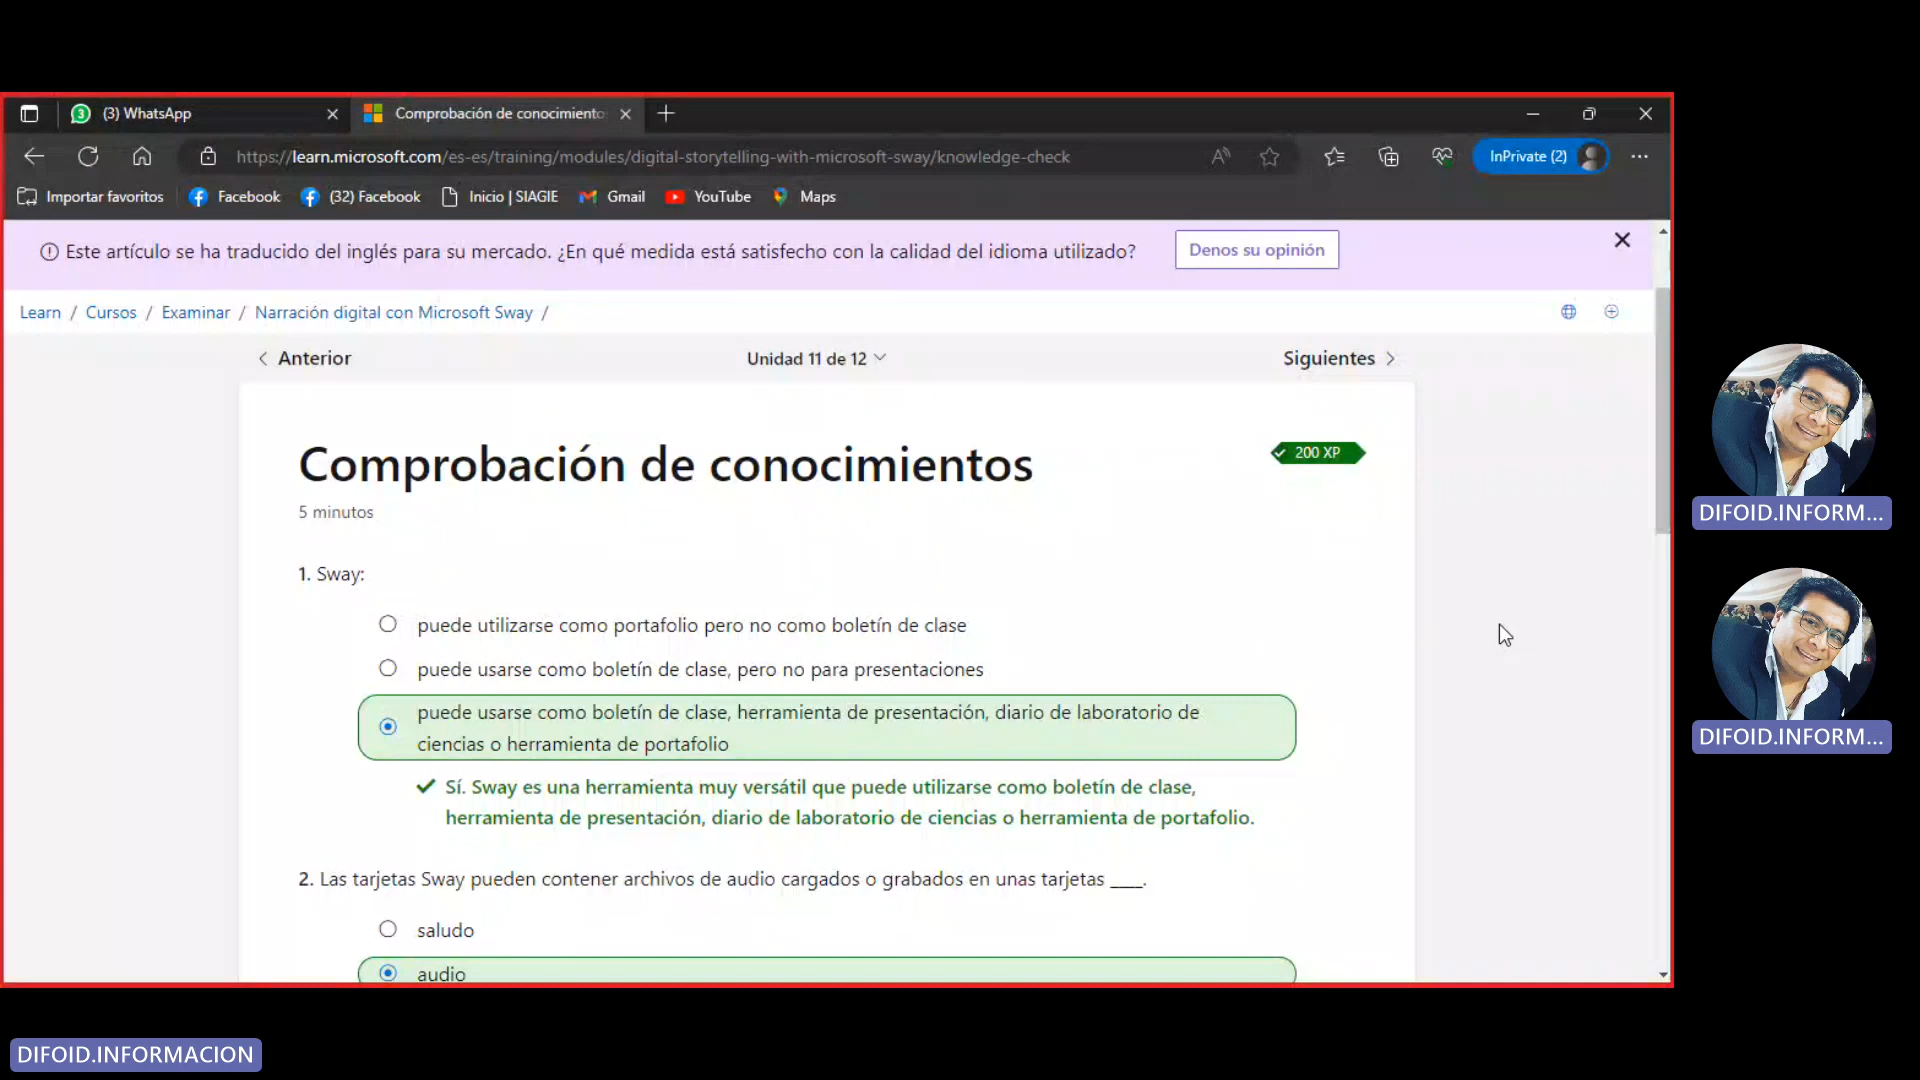 (3) WhatsApp
Comprobación de conocimiento
https://learn.microsoft.com/es-es/training/modules/digital-storytelling-with-microsoft-sway/knowledge-check
InPrivate (2)
Importar favoritos
Facebook
(32) Facebook
Inicio | SIAGIE
Gmail
YouTube
Maps
Este artículo se ha traducido del inglés para su mercado. ¿En qué medida está satisfecho con la calidad del idioma utilizado?
Denos su opinión
Learn / Cursos / Examinar / Narración digital con Microsoft Sway /
Anterior
Unidad 11 de 12
Siguientes
Comprobación de conocimientos
200 XP
5 minutos
1. Sway:
puede utilizarse como portafolio pero no como boletín de clase
puede usarse como boletín de clase, pero no para presentaciones
puede usarse como boletín de clase, herramienta de presentación, diario de laboratorio de
ciencias o herramienta de portafolio
Sí. Sway es una herramienta muy versátil que puede utilizarse como boletín de clase,
herramienta de presentación, diario de laboratorio de ciencias o herramienta de portafolio.
2. Las tarjetas Sway pueden contener archivos de audio cargados o grabados en unas tarjetas ____.
saludo
audio
DIFOID.INFORM...
DIFOID.INFORM...
DIFOID.INFORMACION